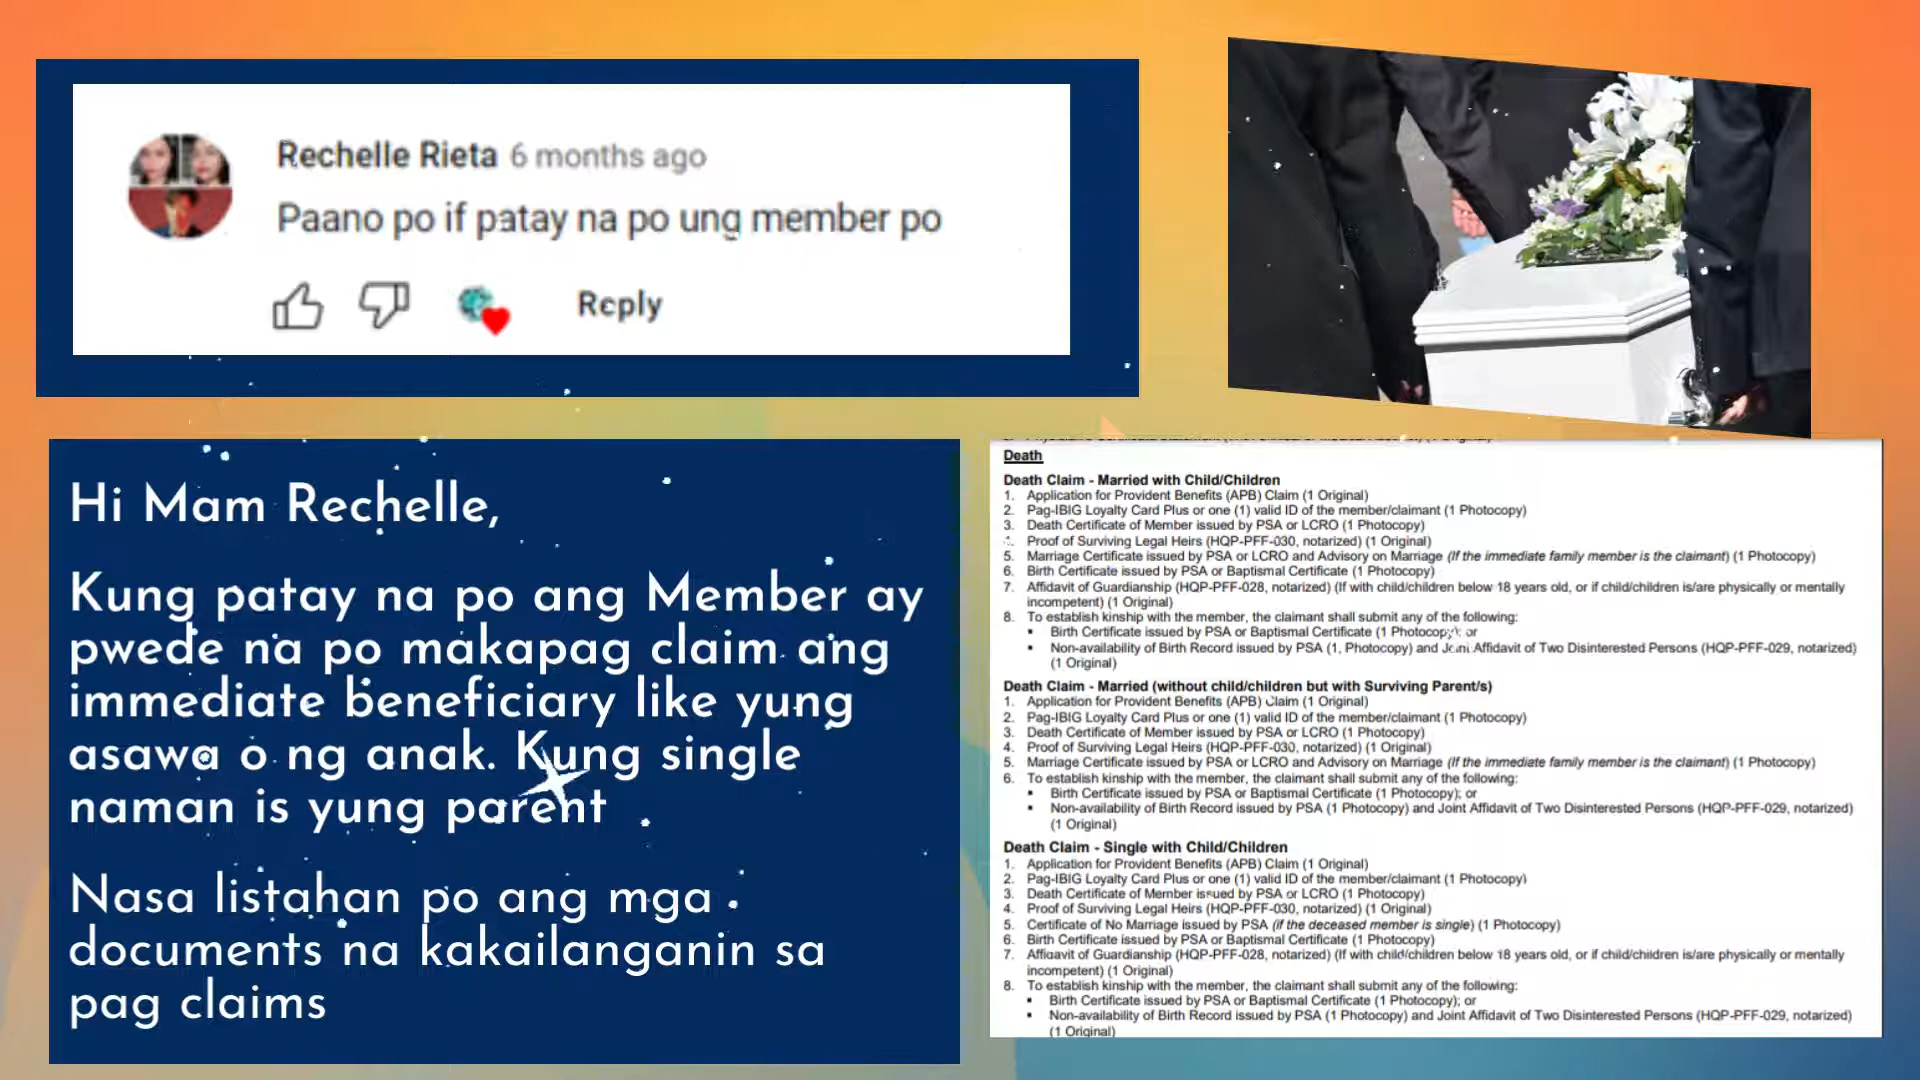 Rechelle Rieta 6 months ago
Paano po if patay na po ung member po
Reply
Hi Mam Rechelle,
Kung patay na po ang Member ay
pwede na po makapag claim ang
immediate beneficiary like yung
asawa o ng anak. Kung single
naman is yung parent
Nasa listahan po ang mga
documents na kakailanganin sa
pag claims
Death
Death Claim - Married with Child/Children
1. Application for Provident Benefits (APB) Claim (1 Original)
2. Pag-IBIG Loyalty Card Plus or one (1) valid ID of the member/claimant (1 Photocopy)
3. Death Certificate of Member issued by PSA or LCRO (1 Photocopy)
Proof of Surviving Legal Heirs (HQP-PFF-030, notarized) (1 Original)
5. Marriage Certificate issued by PSA or LCRO and Advisory on Marriage (If the immediate family member is the claimant) (1 Photocopy)
6. Birth Certificate issued by PSA or Baptismal Certificate (1 Photocopy)
7. Affidavit of Guardianship (HQP-PFF-028, notarized) (If with child/children below 18 years old, or if child/children is/are physically or mentally
incompetent) (1 Original)
8. To establish kinship with the member, the claimant shall submit any of the following:
▪ Birth Certificate issued by PSA or Baptismal Certificate (1 Photocopy); or
▪ Non-availability of Birth Record issued by PSA (1, Photocopy) and Joint Affidavit of Two Disinterested Persons (HQP-PFF-029, notarized)
(1 Original)
Death Claim - Married (without child/children but with Surviving Parent/s)
1. Application for Provident Benefits (APB) Claim (1 Original)
2. Pag-IBIG Loyalty Card Plus or one (1) valid ID of the member/claimant (1 Photocopy)
3. Death Certificate of Member issued by PSA or LCRO (1 Photocopy)
4. Proof of Surviving Legal Heirs (HQP-PFF-030, notarized) (1 Original)
5. Marriage Certificate issued by PSA or LCRO and Advisory on Marriage (If the immediate family member is the claimant) (1 Photocopy)
6. To establish kinship with the member, the claimant shall submit any of the following:
▪ Birth Certificate issued by PSA or Baptismal Certificate (1 Photocopy); or
▪ Non-availability of Birth Record issued by PSA (1 Photocopy) and Joint Affidavit of Two Disinterested Persons (HQP-PFF-029, notarized)
(1 Original)
Death Claim - Single with Child/Children
1. Application for Provident Benefits (APB) Claim (1 Original)
2. Pag-IBIG Loyalty Card Plus or one (1) valid ID of the member/claimant (1 Photocopy)
3. Death Certificate of Member issued by PSA or LCRO (1 Photocopy)
4. Proof of Surviving Legal Heirs (HQP-PFF-030, notarized) (1 Original)
5. Certificate of No Marriage issued by PSA (if the deceased member is single) (1 Photocopy)
6. Birth Certificate issued by PSA or Baptismal Certificate (1 Photocopy)
7. Affidavit of Guardianship (HQP-PFF-028, notarized) (If with child/children below 18 years old, or if child/children is/are physically or mentally
incompetent) (1 Original)
8. To establish kinship with the member, the claimant shall submit any of the following:
▪ Birth Certificate issued by PSA or Baptismal Certificate (1 Photocopy); or
▪ Non-availability of Birth Record issued by PSA (1 Photocopy) and Joint Affidavit of Two Disinterested Persons (HQP-PFF-029, notarized)
(1 Original)